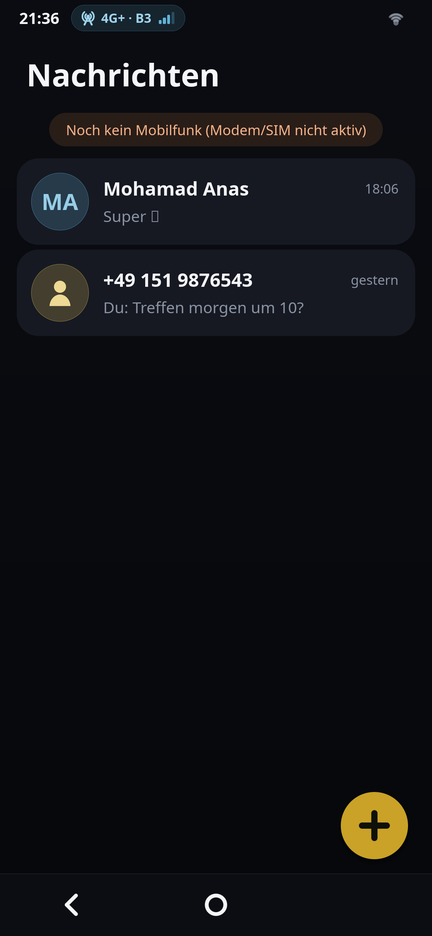 21:36 4G+ · B3
Nachrichten
Noch kein Mobilfunk (Modem/SIM nicht aktiv)
MA Mohamad Anas 18:06
Super ▯
+49 151 9876543 gestern
Du: Treffen morgen um 10?